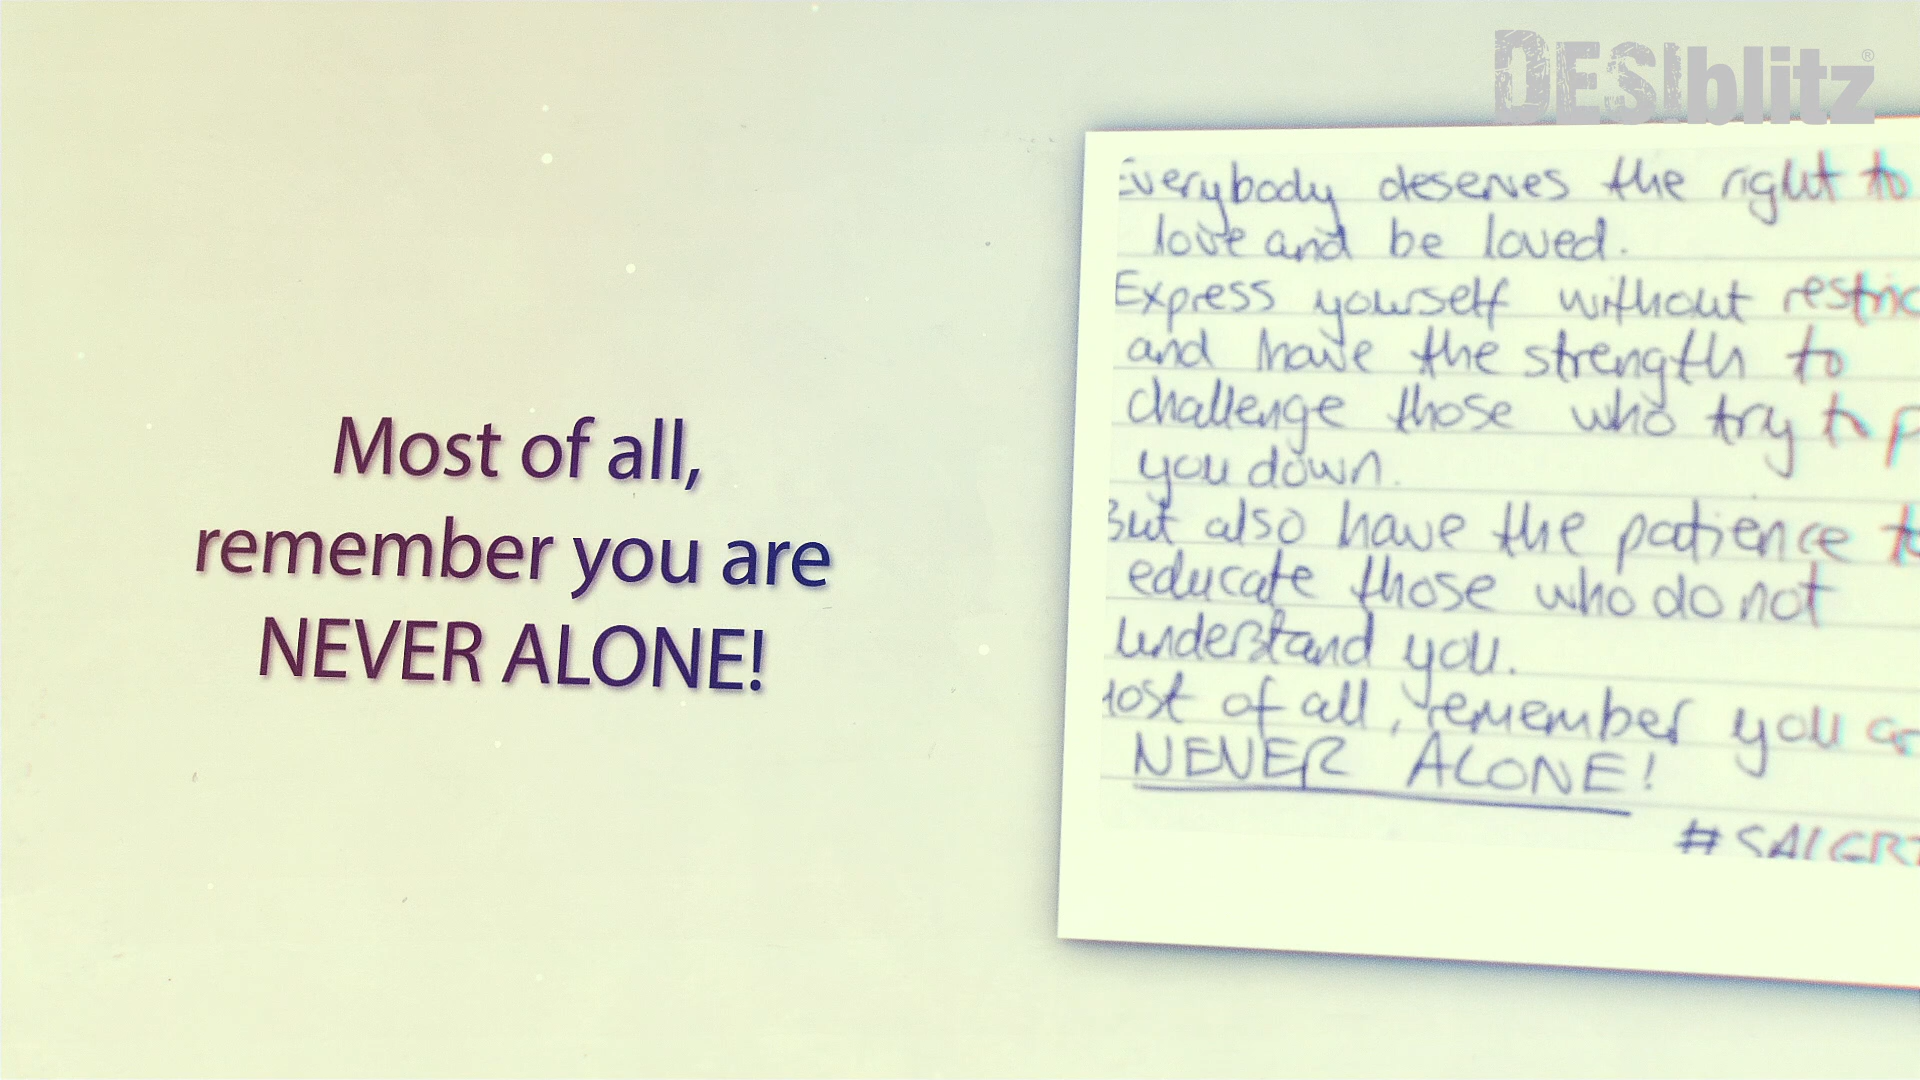 DESIblitz®
Most of all,
remember you are
NEVER ALONE!
Everybody deserves the right to
love and be loved.
Express yourself without restric
and have the strength to
challenge those who try to p
you down.
But also have the patience to
educate those who do not
understand you.
Most of all, remember you ar
NEVER ALONE!